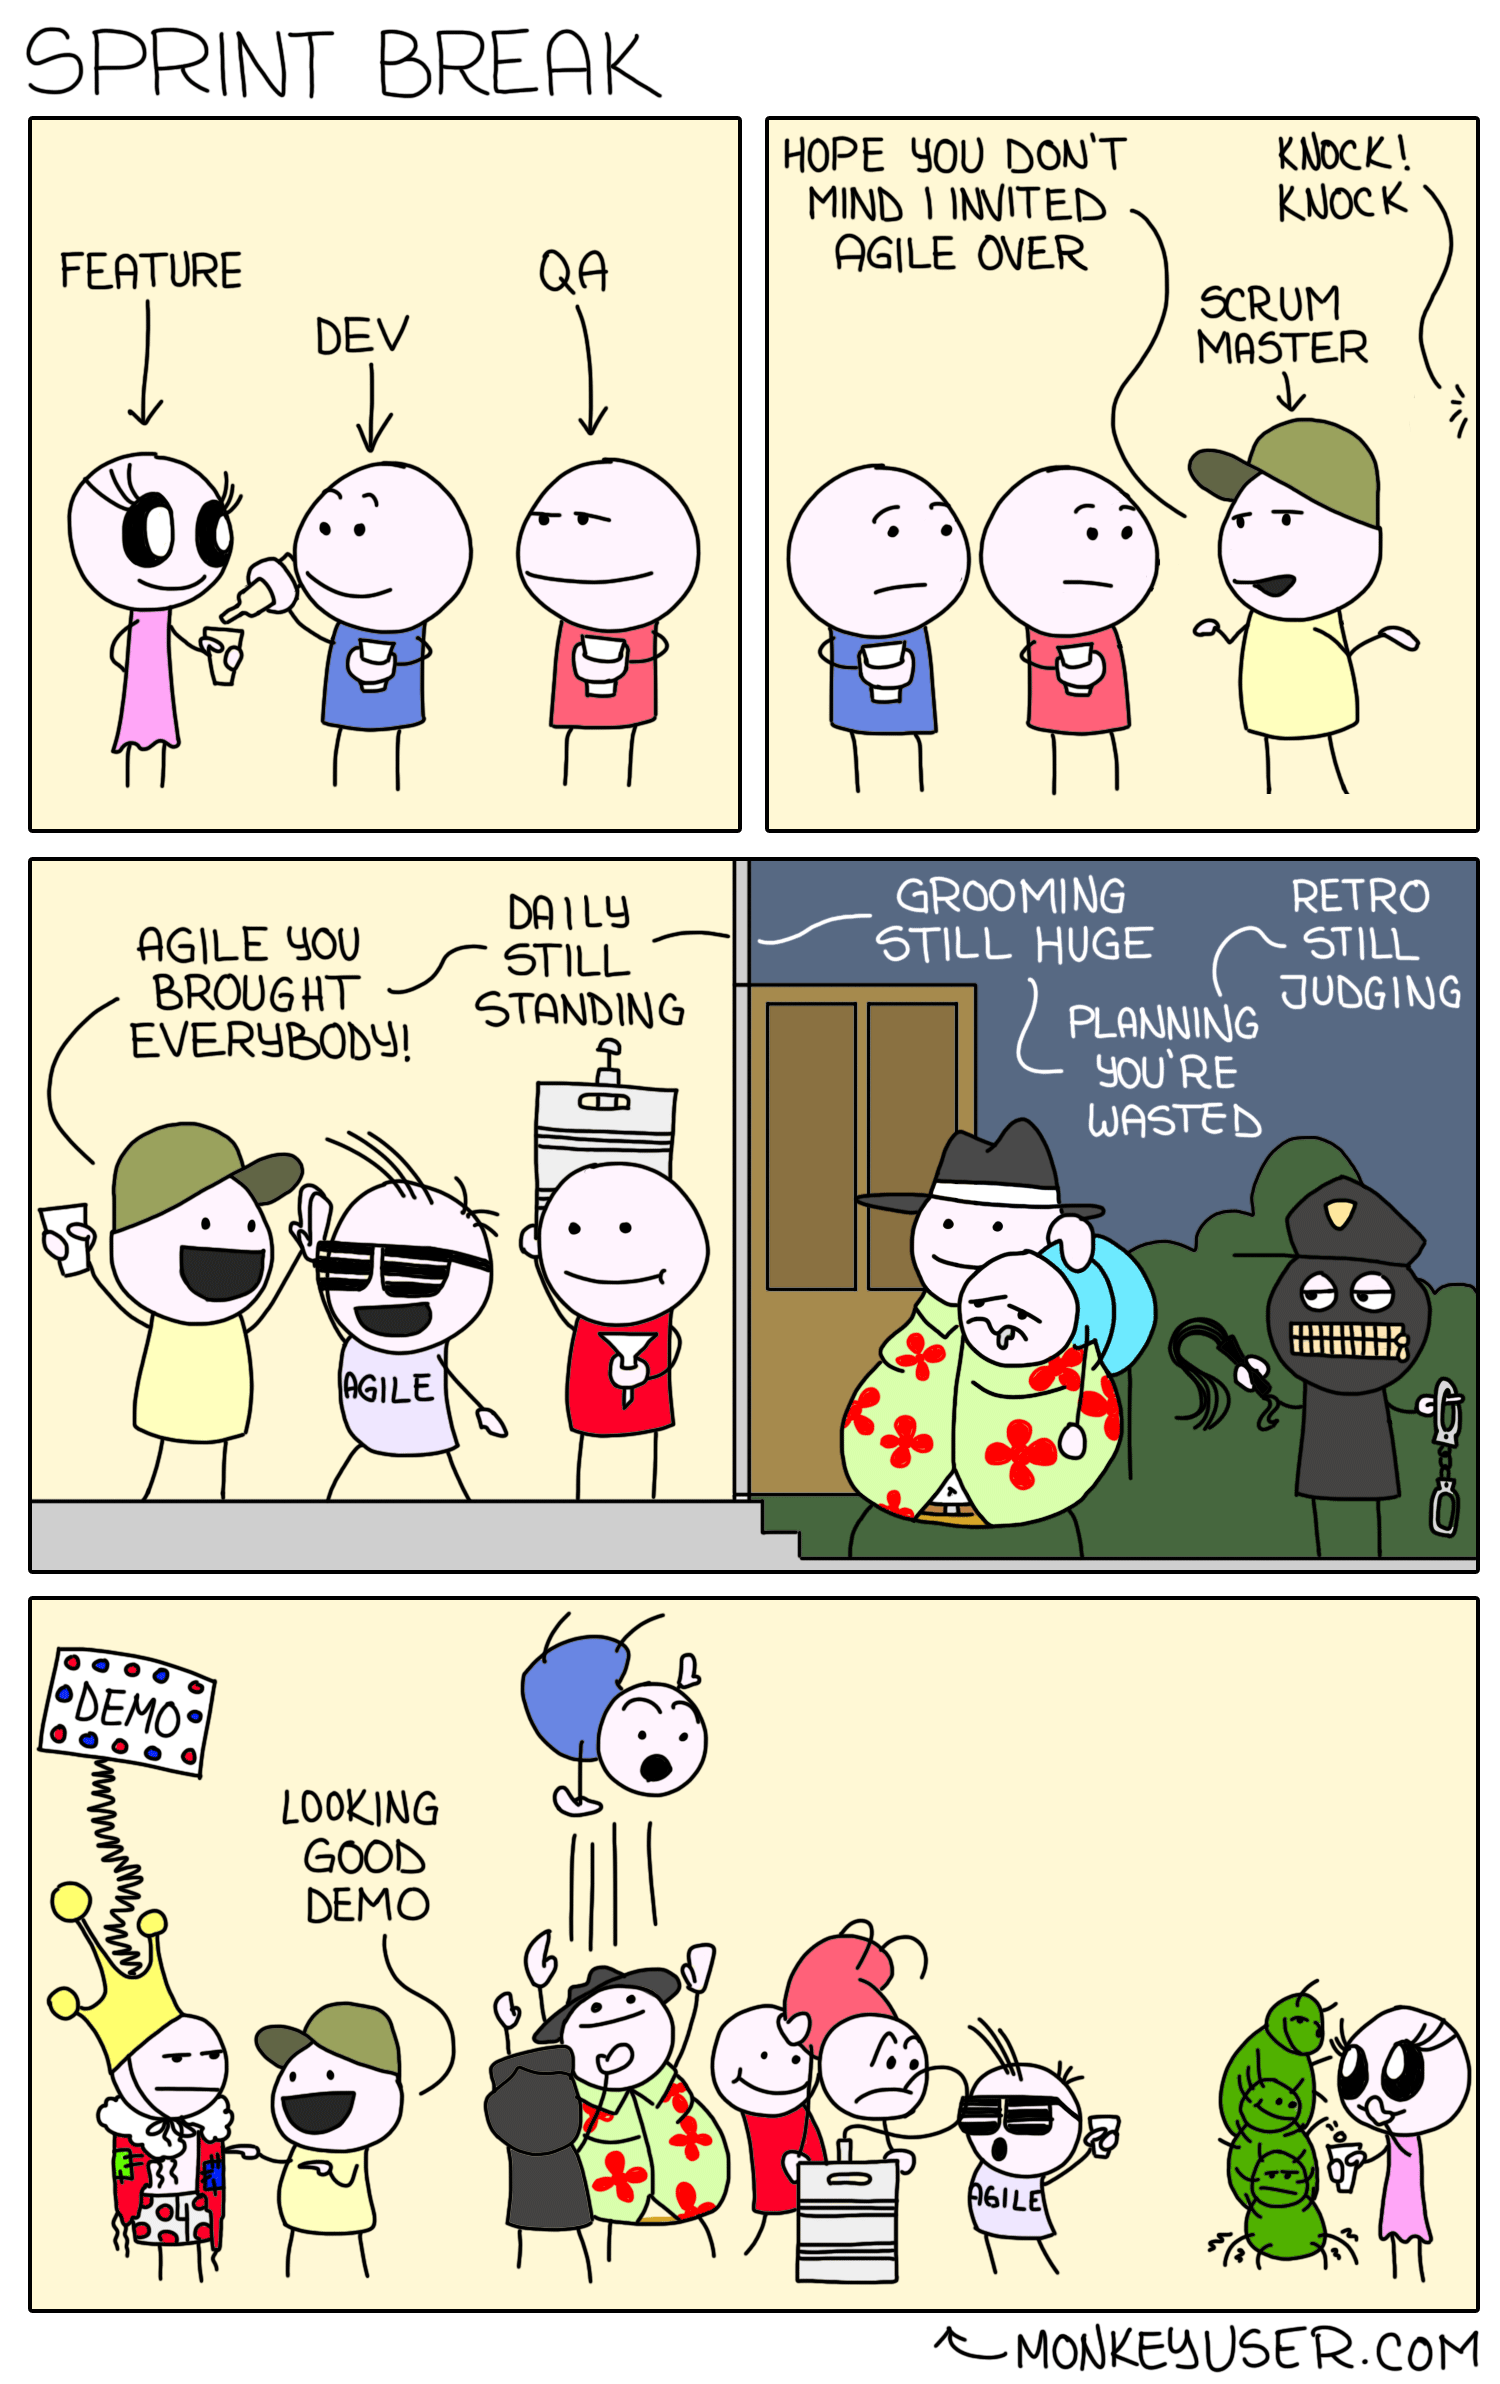 SPRINT BREAK
FEATURE
DEV
QA
HOPE YOU DON'T
MIND I INVITED
AGILE OVER
KNOCK!
KNOCK
SCRUM
MASTER
AGILE YOU
BROUGHT
EVERYBODY!
DAILY
STILL
STANDING
GROOMING
STILL HUGE
PLANNING
YOU'RE
WASTED
RETRO
STILL
JUDGING
AGILE
DEMO
LOOKING
GOOD
DEMO
AGILE
MONKEYUSER.COM